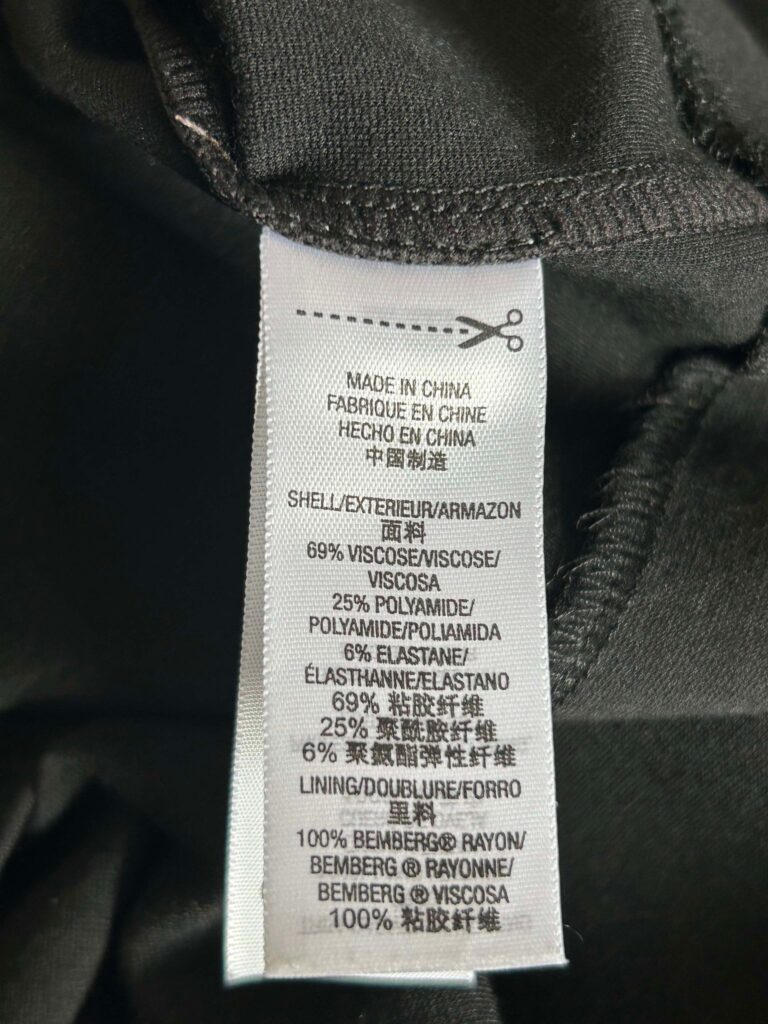 MADE IN CHINA
FABRIQUE EN CHINE
HECHO EN CHINA
中国制造
SHELL/EXTERIEUR/ARMAZON
面料
69% VISCOSE/VISCOSE/
VISCOSA
25% POLYAMIDE/
POLYAMIDE/POLIAMIDA
6% ELASTANE/
ÉLASTHANNE/ELASTANO
69% 粘胶纤维
25% 聚酰胺纤维
6% 聚氨酯弹性纤维
LINING/DOUBLURE/FORRO
里料
100% BEMBERG® RAYON/
BEMBERG ® RAYONNE/
BEMBERG ® VISCOSA
100% 粘胶纤维